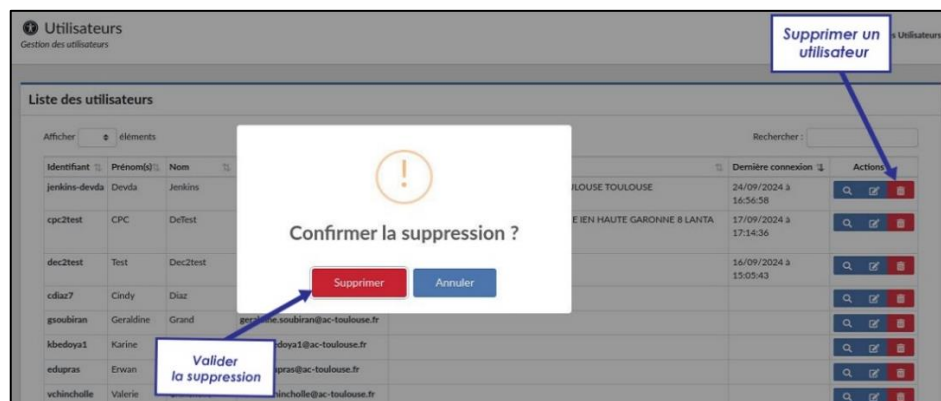 Utilisateurs
Gestion des utilisateurs
s Utilisateurs
Supprimer un
utilisateur
Liste des utilisateurs
Afficher éléments
Rechercher :
Identifiant Prénom(s) Nom Dernière connexion Actions
jenkins-devda Devda Jenkins ULOUSE TOULOUSE 24/09/2024 à
16:56:58
cpc2test CPC DeTest E IEN HAUTE GARONNE 8 LANTA 17/09/2024 à
17:14:36
dec2test Test Dec2test 16/09/2024 à
15:05:43
cdiaz7 Cindy Diaz
gsoubiran Geraldine Grand geraldine.soubiran@ac-toulouse.fr
kbedoya1 Karine edoya1@ac-toulouse.fr
edupras Erwan pras@ac-toulouse.fr
vchincholle Valerie hincholle@ac-toulouse.fr
!
Confirmer la suppression ?
Supprimer Annuler
Valider
la suppression